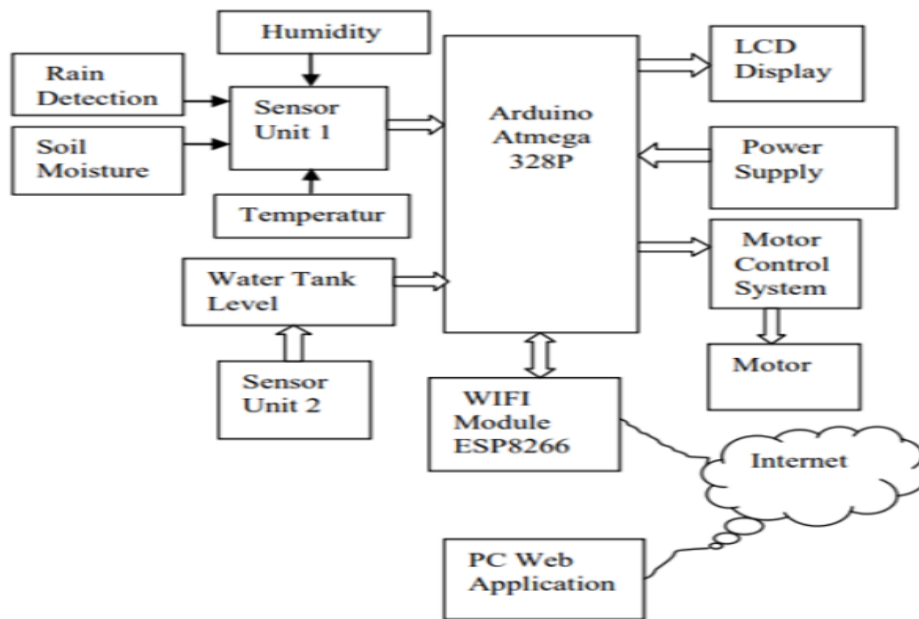 Humidity
Rain
Detection
Soil
Moisture
Sensor
Unit 1
Temperatur
Water Tank
Level
Sensor
Unit 2
Arduino
Atmega
328P
WIFI
Module
ESP8266
PC Web
Application
LCD
Display
Power
Supply
Motor
Control
System
Motor
Internet